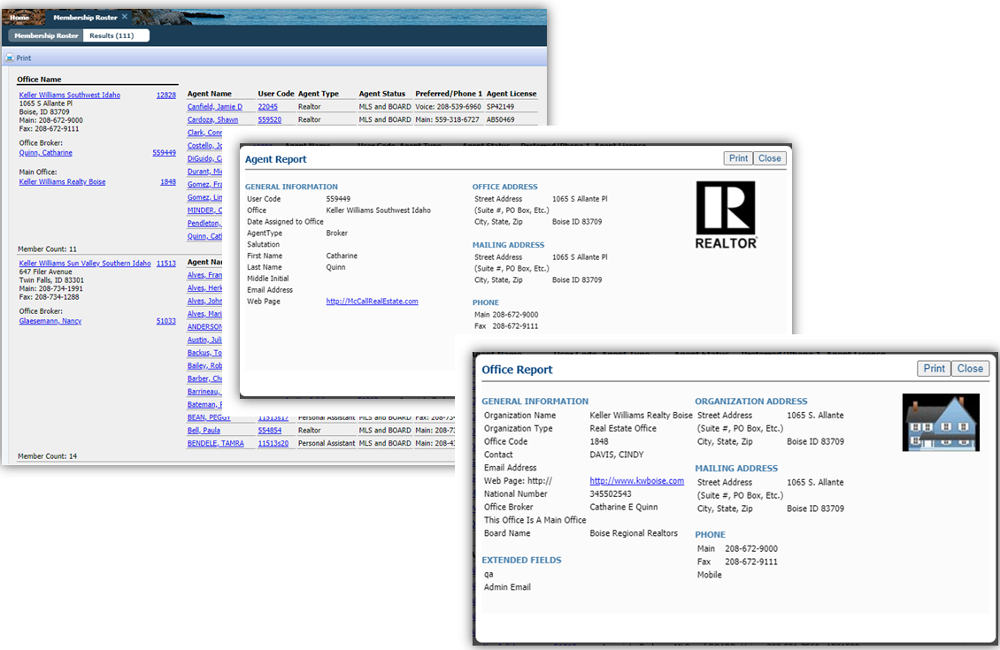 Home
Membership Roster
Membership Roster
Results (111)
Print
Office Name
Keller Williams Southwest Idaho 12828
1065 S Allante Pl
Boise, ID 83709
Main: 208-672-9000
Fax: 208-672-9111
Office Broker:
Quinn, Catharine 559449
Main Office:
Keller Williams Realty Boise 1848
Agent Name User Code Agent Type Agent Status Preferred/Phone 1 Agent License
Canfield, Jamie D 22045 Realtor MLS and BOARD Voice: 208-539-6960 SP42149
Cardoza, Shawn 559520 Realtor MLS and BOARD Main: 559-318-6727 AB50469
Clark, Conr
Costello, Jo
DiGuido, C
Durant, Mi
Gomez, Fra
Gomez, Lin
MINDER, C
Pendleton,
Quinn, Cat
Member Count: 11
Keller Williams Sun Valley Southern Idaho 11513
647 Filer Avenue
Twin Falls, ID 83301
Main: 208-734-1991
Fax: 208-734-1288
Office Broker:
Glaesemann, Nancy 51033
Agent Nar
Alves, Fran
Alves, Herk
Alves, John
Alves, Mari
ANDERSON
Austin, Juli
Backus, To
Bailey, Rob
Barber, Chr
Barrineau,
Bateman, F
BEAN, PEGGY 11513s17 Personal Assistant MLS and BOARD Fax: 208-73
Bell, Paula 554854 Realtor MLS and BOARD Main: 208-73
BENDELE, TAMRA 11513s20 Personal Assistant MLS and BOARD Main: 208-43
Member Count: 14
Agent Report
Print Close
GENERAL INFORMATION
User Code 559449
Office Keller Williams Southwest Idaho
Date Assigned to Office
AgentType Broker
Salutation
First Name Catharine
Last Name Quinn
Middle Initial
Email Address
Web Page http://McCallRealEstate.com
OFFICE ADDRESS
Street Address 1065 S Allante Pl
(Suite #, PO Box, Etc.)
City, State, Zip Boise ID 83709
MAILING ADDRESS
Street Address 1065 S Allante Pl
(Suite #, PO Box, Etc.)
City, State, Zip Boise ID 83709
PHONE
Main 208-672-9000
Fax 208-672-9111
R
REALTOR
Office Report
Print Close
GENERAL INFORMATION
Organization Name Keller Williams Realty Boise
Organization Type Real Estate Office
Office Code 1848
Contact DAVIS, CINDY
Email Address
Web Page: http:// http://www.kwboise.com
National Number 345502543
Office Broker Catharine E Quinn
This Office Is A Main Office
Board Name Boise Regional Realtors
EXTENDED FIELDS
qa
Admin Email
ORGANIZATION ADDRESS
Street Address 1065 S. Allante
(Suite #, PO Box, Etc.)
City, State, Zip Boise ID 83709
MAILING ADDRESS
Street Address 1065 S. Allante
(Suite #, PO Box, Etc.)
City, State, Zip Boise ID 83709
PHONE
Main 208-672-9000
Fax 208-672-9111
Mobile